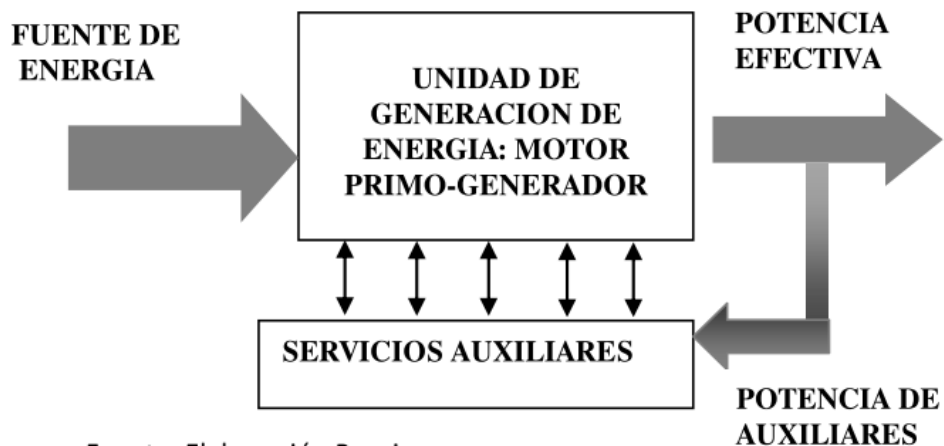 FUENTE DE
ENERGIA
UNIDAD DE
GENERACION DE
ENERGIA: MOTOR
PRIMO-GENERADOR
POTENCIA
EFECTIVA
SERVICIOS AUXILIARES
POTENCIA DE
AUXILIARES